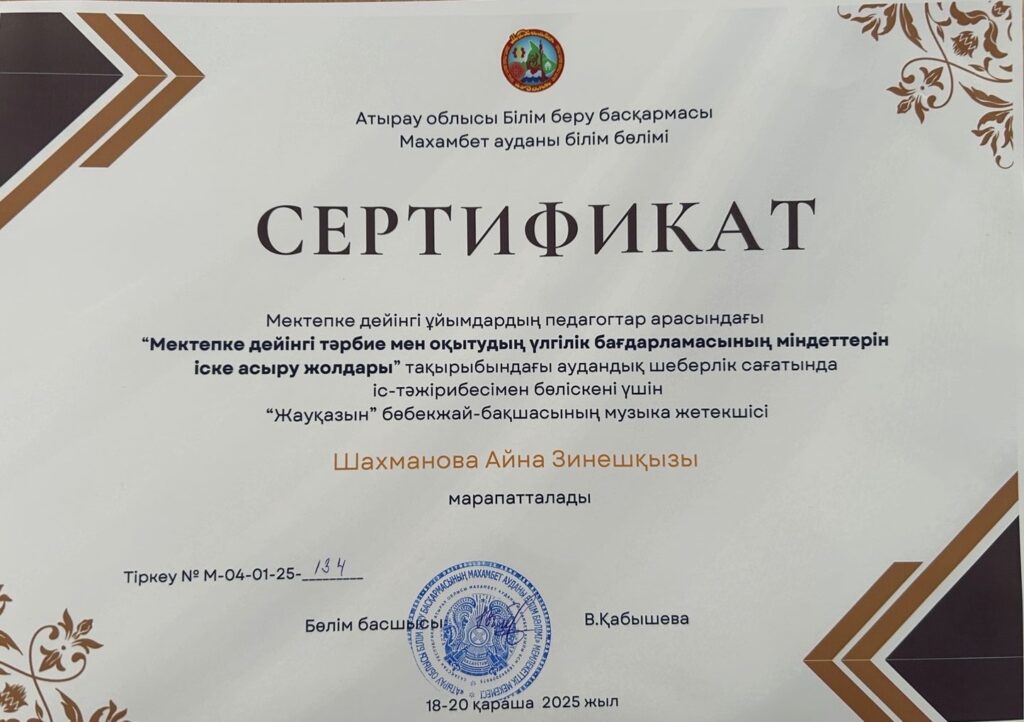 Атырау облысы Білім беру басқармасы
Махамбет ауданы білім бөлімі
СЕРТИФИКАТ
Мектепке дейінгі ұйымдардың педагогтар арасындағы
“Мектепке дейінгі тәрбие мен оқытудың үлгілік бағдарламасының міндеттерін
іске асыру жолдары” тақырыбындағы аудандық шеберлік сағатында
іс-тәжірибесімен бөліскені үшін
“Жауқазын” бөбекжай-бақшасының музыка жетекшісі
Шахманова Айна Зинешқызы
марапатталады
Тіркеу № М-04-01-25-134
Бөлім басшысы
В.Қабышева
18-20 қараша 2025 жыл